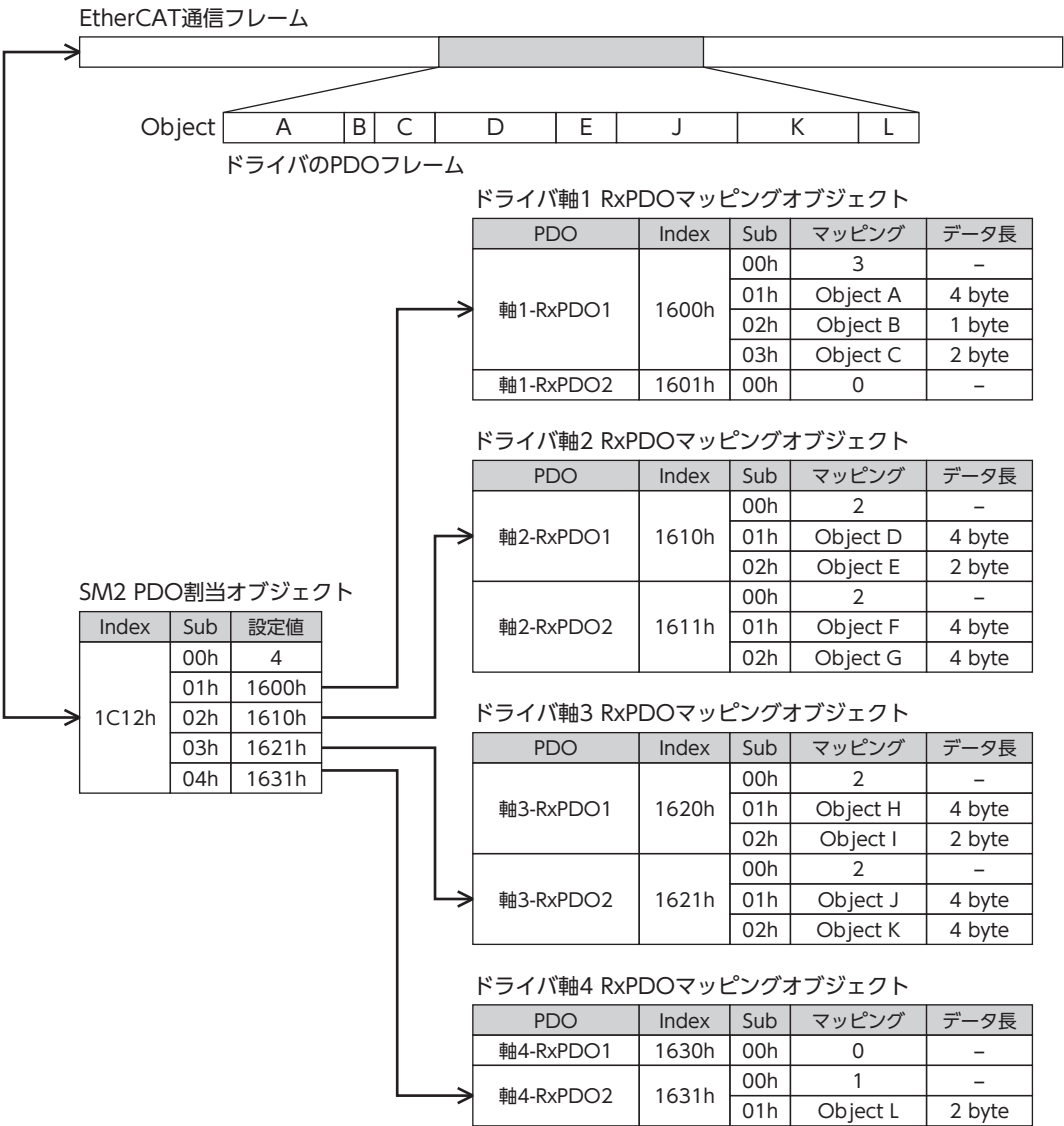 EtherCAT通信フレーム
Object A B C D E J K L
ドライバのPDOフレーム
ドライバ軸1 RxPDOマッピングオブジェクト
PDO Index Sub マッピング データ長
軸1-RxPDO1 1600h 00h 3 –
01h Object A 4 byte
02h Object B 1 byte
03h Object C 2 byte
軸1-RxPDO2 1601h 00h 0 –
ドライバ軸2 RxPDOマッピングオブジェクト
PDO Index Sub マッピング データ長
軸2-RxPDO1 1610h 00h 2 –
01h Object D 4 byte
02h Object E 2 byte
軸2-RxPDO2 1611h 00h 2 –
01h Object F 4 byte
02h Object G 4 byte
SM2 PDO割当オブジェクト
Index Sub 設定値
1C12h 00h 4
01h 1600h
02h 1610h
03h 1621h
04h 1631h
ドライバ軸3 RxPDOマッピングオブジェクト
PDO Index Sub マッピング データ長
軸3-RxPDO1 1620h 00h 2 –
01h Object H 4 byte
02h Object I 2 byte
軸3-RxPDO2 1621h 00h 2 –
01h Object J 4 byte
02h Object K 4 byte
ドライバ軸4 RxPDOマッピングオブジェクト
PDO Index Sub マッピング データ長
軸4-RxPDO1 1630h 00h 0 –
軸4-RxPDO2 1631h 00h 1 –
01h Object L 2 byte